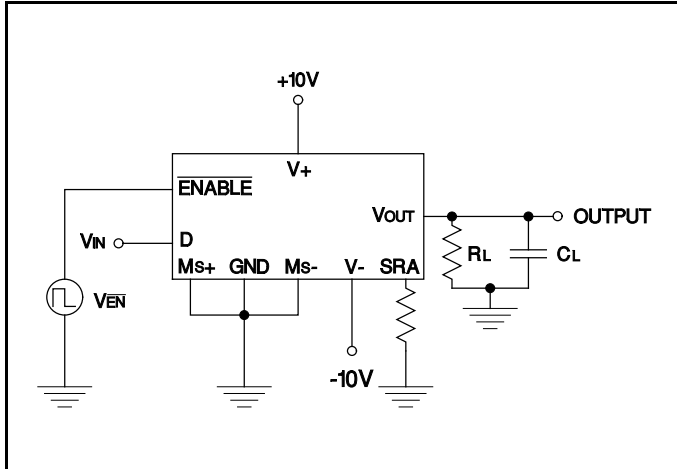 +10V
V+
ENABLE
VOUT
OUTPUT
VIN
D
RL
CL
MS+ GND MS- V- SRA
VEN
-10V